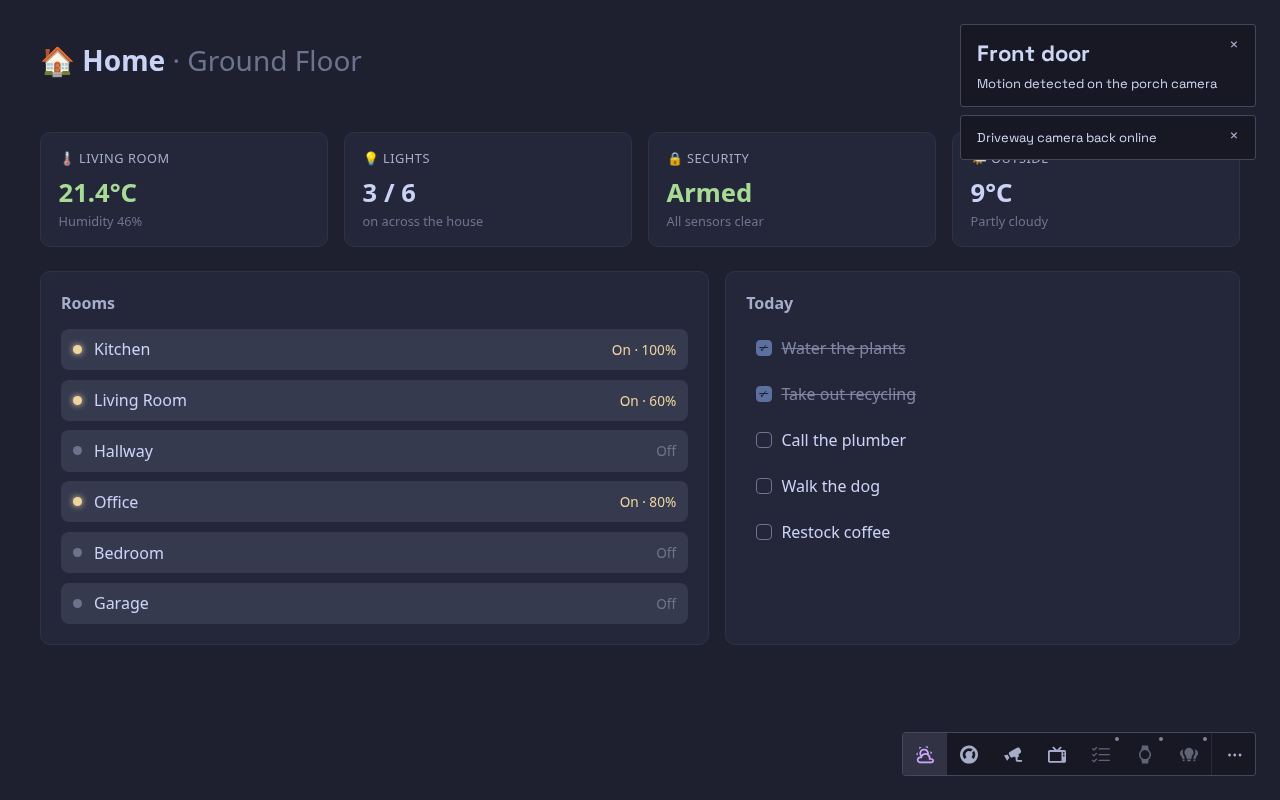 Home · Ground Floor
Front door
Motion detected on the porch camera
Driveway camera back online
LIVING ROOM
21.4°C
Humidity 46%
LIGHTS
3 / 6
on across the house
SECURITY
Armed
All sensors clear
OUTSIDE
9°C
Partly cloudy
Rooms
Kitchen
On · 100%
Living Room
On · 60%
Hallway
Off
Office
On · 80%
Bedroom
Off
Garage
Off
Today
Water the plants
Take out recycling
Call the plumber
Walk the dog
Restock coffee